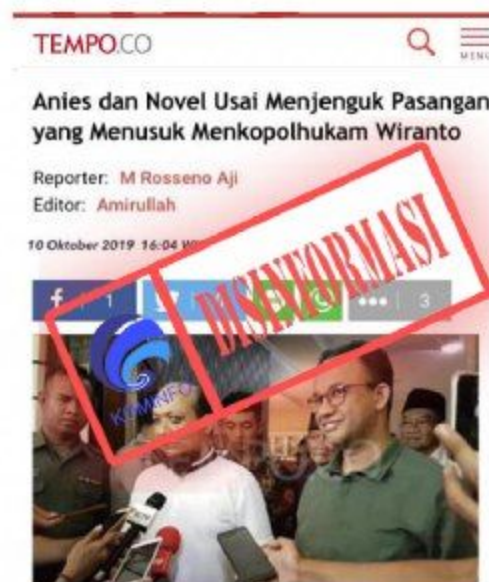 TEMPO.CO
MENU
Anies dan Novel Usai Menjenguk Pasangan
yang Menusuk Menkopolhukam Wiranto
Reporter: M Rosseno Aji
Editor: Amirullah
10 Oktober 2019 16:04
f 1
••• 3
DISINFORMASI
KOMINFO